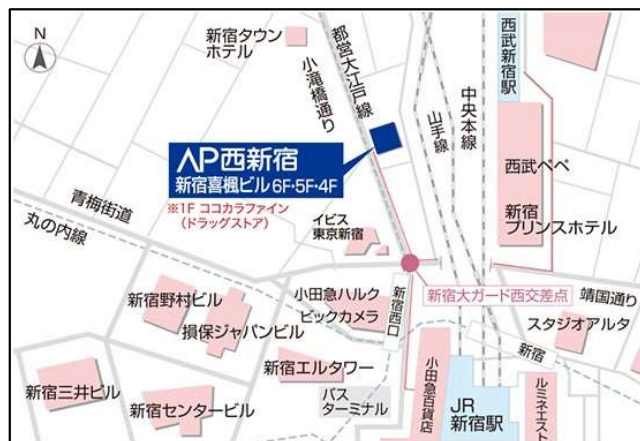 N
新宿タウン
ホテル
都営大江戸線
小滝橋通り
山手線
中央本線
西武新宿駅
AP西新宿
新宿喜楓ビル 6F・5F・4F
※1F ココカラファイン
(ドラッグストア)
西武ペペ
新宿
プリンスホテル
青梅街道
丸の内線
イビス
東京新宿
新宿大ガード西交差点
靖国通り
新宿野村ビル
損保ジャパンビル
小田急ハルク
ビックカメラ
新宿西口
スタジオアルタ
新宿
新宿三井ビル
新宿センタービル
新宿エルタワー
バス
ターミナル
小田急百貨店
JR
新宿駅
ルミネエスト